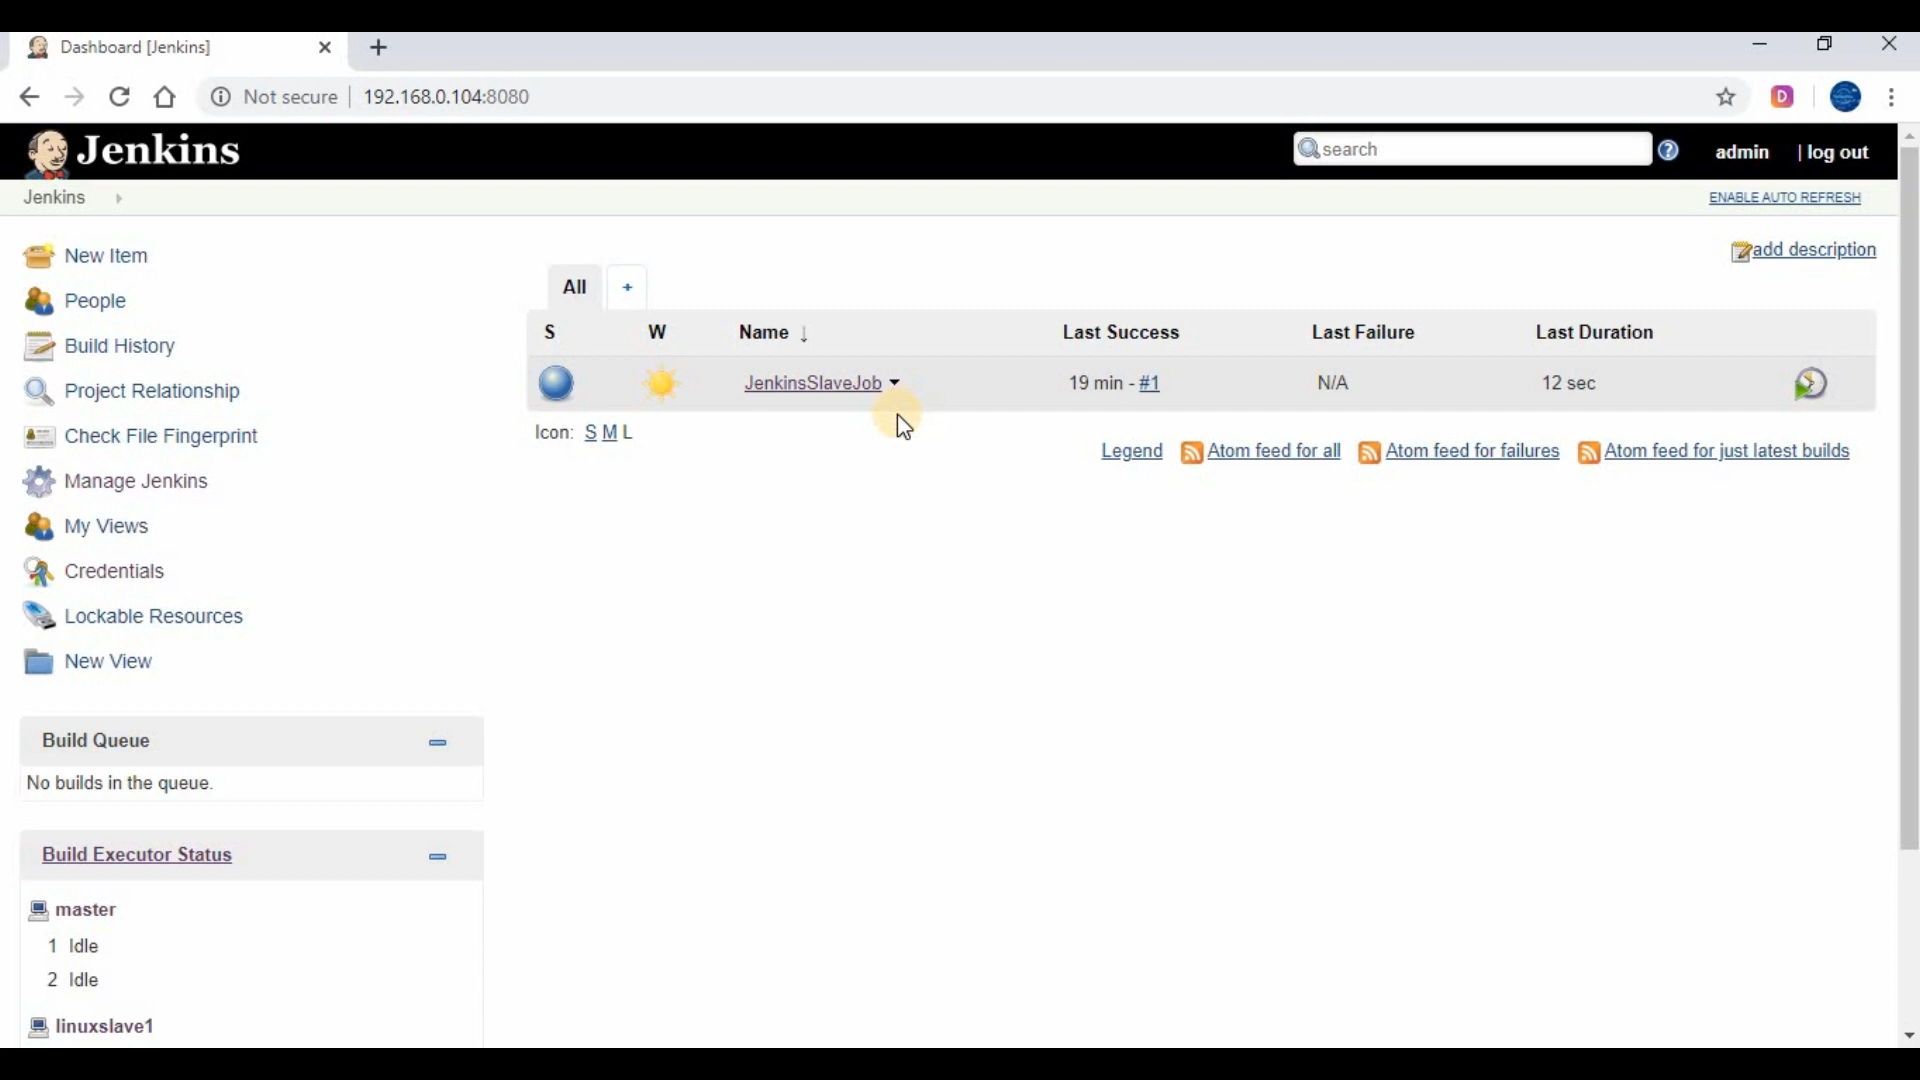 Dashboard [Jenkins]
Not secure | 192.168.0.104:8080
D
Jenkins
search
admin
| log out
Jenkins
ENABLE AUTO REFRESH
New Item
People
Build History
Project Relationship
Check File Fingerprint
Manage Jenkins
My Views
Credentials
Lockable Resources
New View
add description
All +
S W Name ↓ Last Success Last Failure Last Duration
JenkinsSlaveJob 19 min - #1 N/A 12 sec
Icon: S M L
Legend Atom feed for all Atom feed for failures Atom feed for just latest builds
Build Queue
No builds in the queue.
Build Executor Status
master
1 Idle
2 Idle
linuxslave1